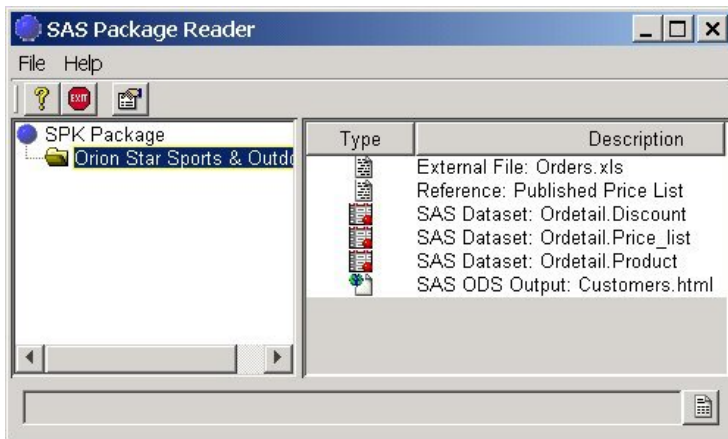 SAS Package Reader
File Help
EXIT
SPK Package
Orion Star Sports & Outdo
Type Description
External File: Orders.xls
Reference: Published Price List
SAS Dataset: Ordetail.Discount
SAS Dataset: Ordetail.Price_list
SAS Dataset: Ordetail.Product
SAS ODS Output: Customers.html